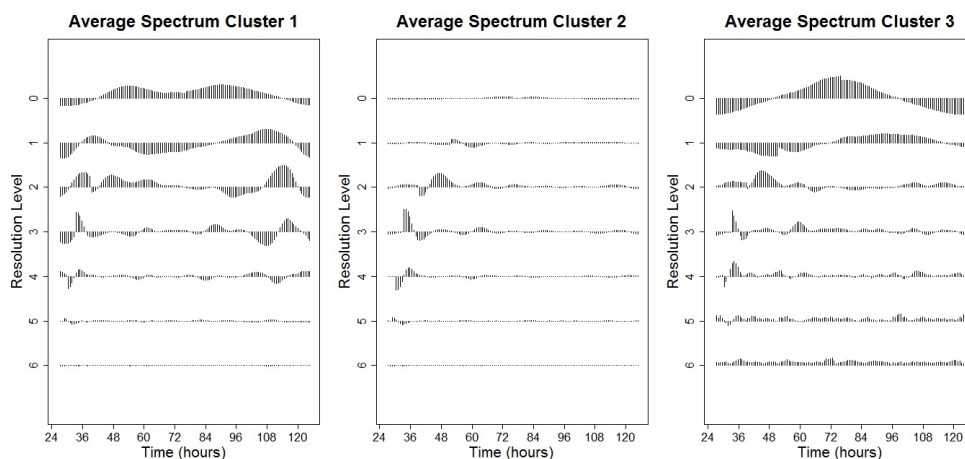 Average Spectrum Cluster 1
Resolution Level
0
1
2
3
4
5
6
24 36 48 60 72 84 96 108 120
Time (hours)
Average Spectrum Cluster 2
Resolution Level
0
1
2
3
4
5
6
24 36 48 60 72 84 96 108 120
Time (hours)
Average Spectrum Cluster 3
Resolution Level
0
1
2
3
4
5
6
24 36 48 60 72 84 96 108 120
Time (hours)